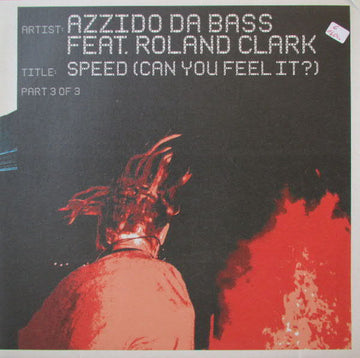 ARTIST: AZZIDO DA BASS
FEAT. ROLAND CLARK
TITLE: SPEED (CAN YOU FEEL IT?)
PART 3 OF 3